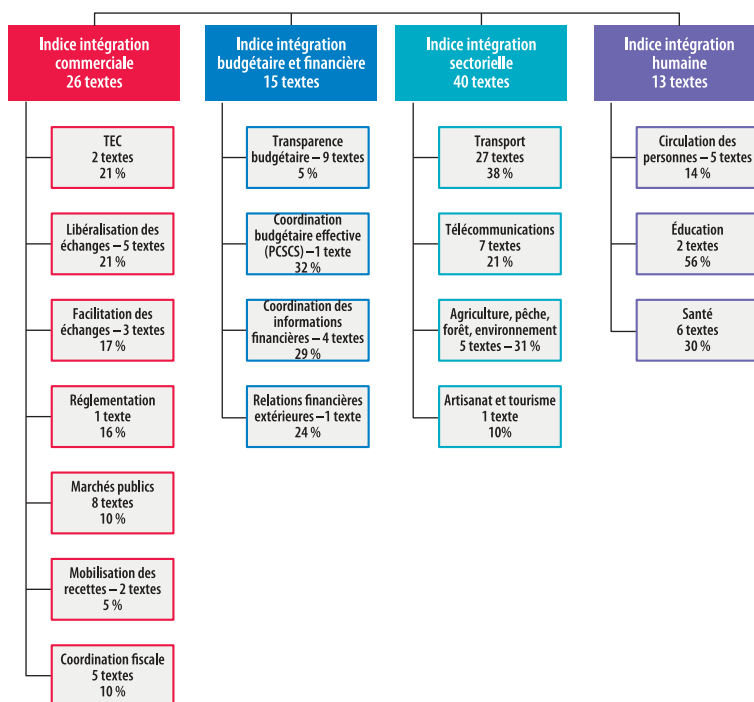 Indice intégration
commerciale
26 textes
TEC
2 textes
21 %
Libéralisation des
échanges – 5 textes
21 %
Facilitation des
échanges – 3 textes
17 %
Réglementation
1 texte
16 %
Marchés publics
8 textes
10 %
Mobilisation des
recettes – 2 textes
5 %
Coordination fiscale
5 textes
10 %
Indice intégration
budgétaire et financière
15 textes
Transparence
budgétaire – 9 textes
5 %
Coordination
budgétaire effective
(PCSCS) – 1 texte
32 %
Coordination des
informations
financières – 4 textes
29 %
Relations financières
extérieures – 1 texte
24 %
Indice intégration
sectorielle
40 textes
Transport
27 textes
38 %
Télécommunications
7 textes
21 %
Agriculture, pêche,
forêt, environnement
5 textes – 31 %
Artisanat et tourisme
1 texte
10%
Indice intégration
humaine
13 textes
Circulation des
personnes – 5 textes
14 %
Éducation
2 textes
56 %
Santé
6 textes
30 %